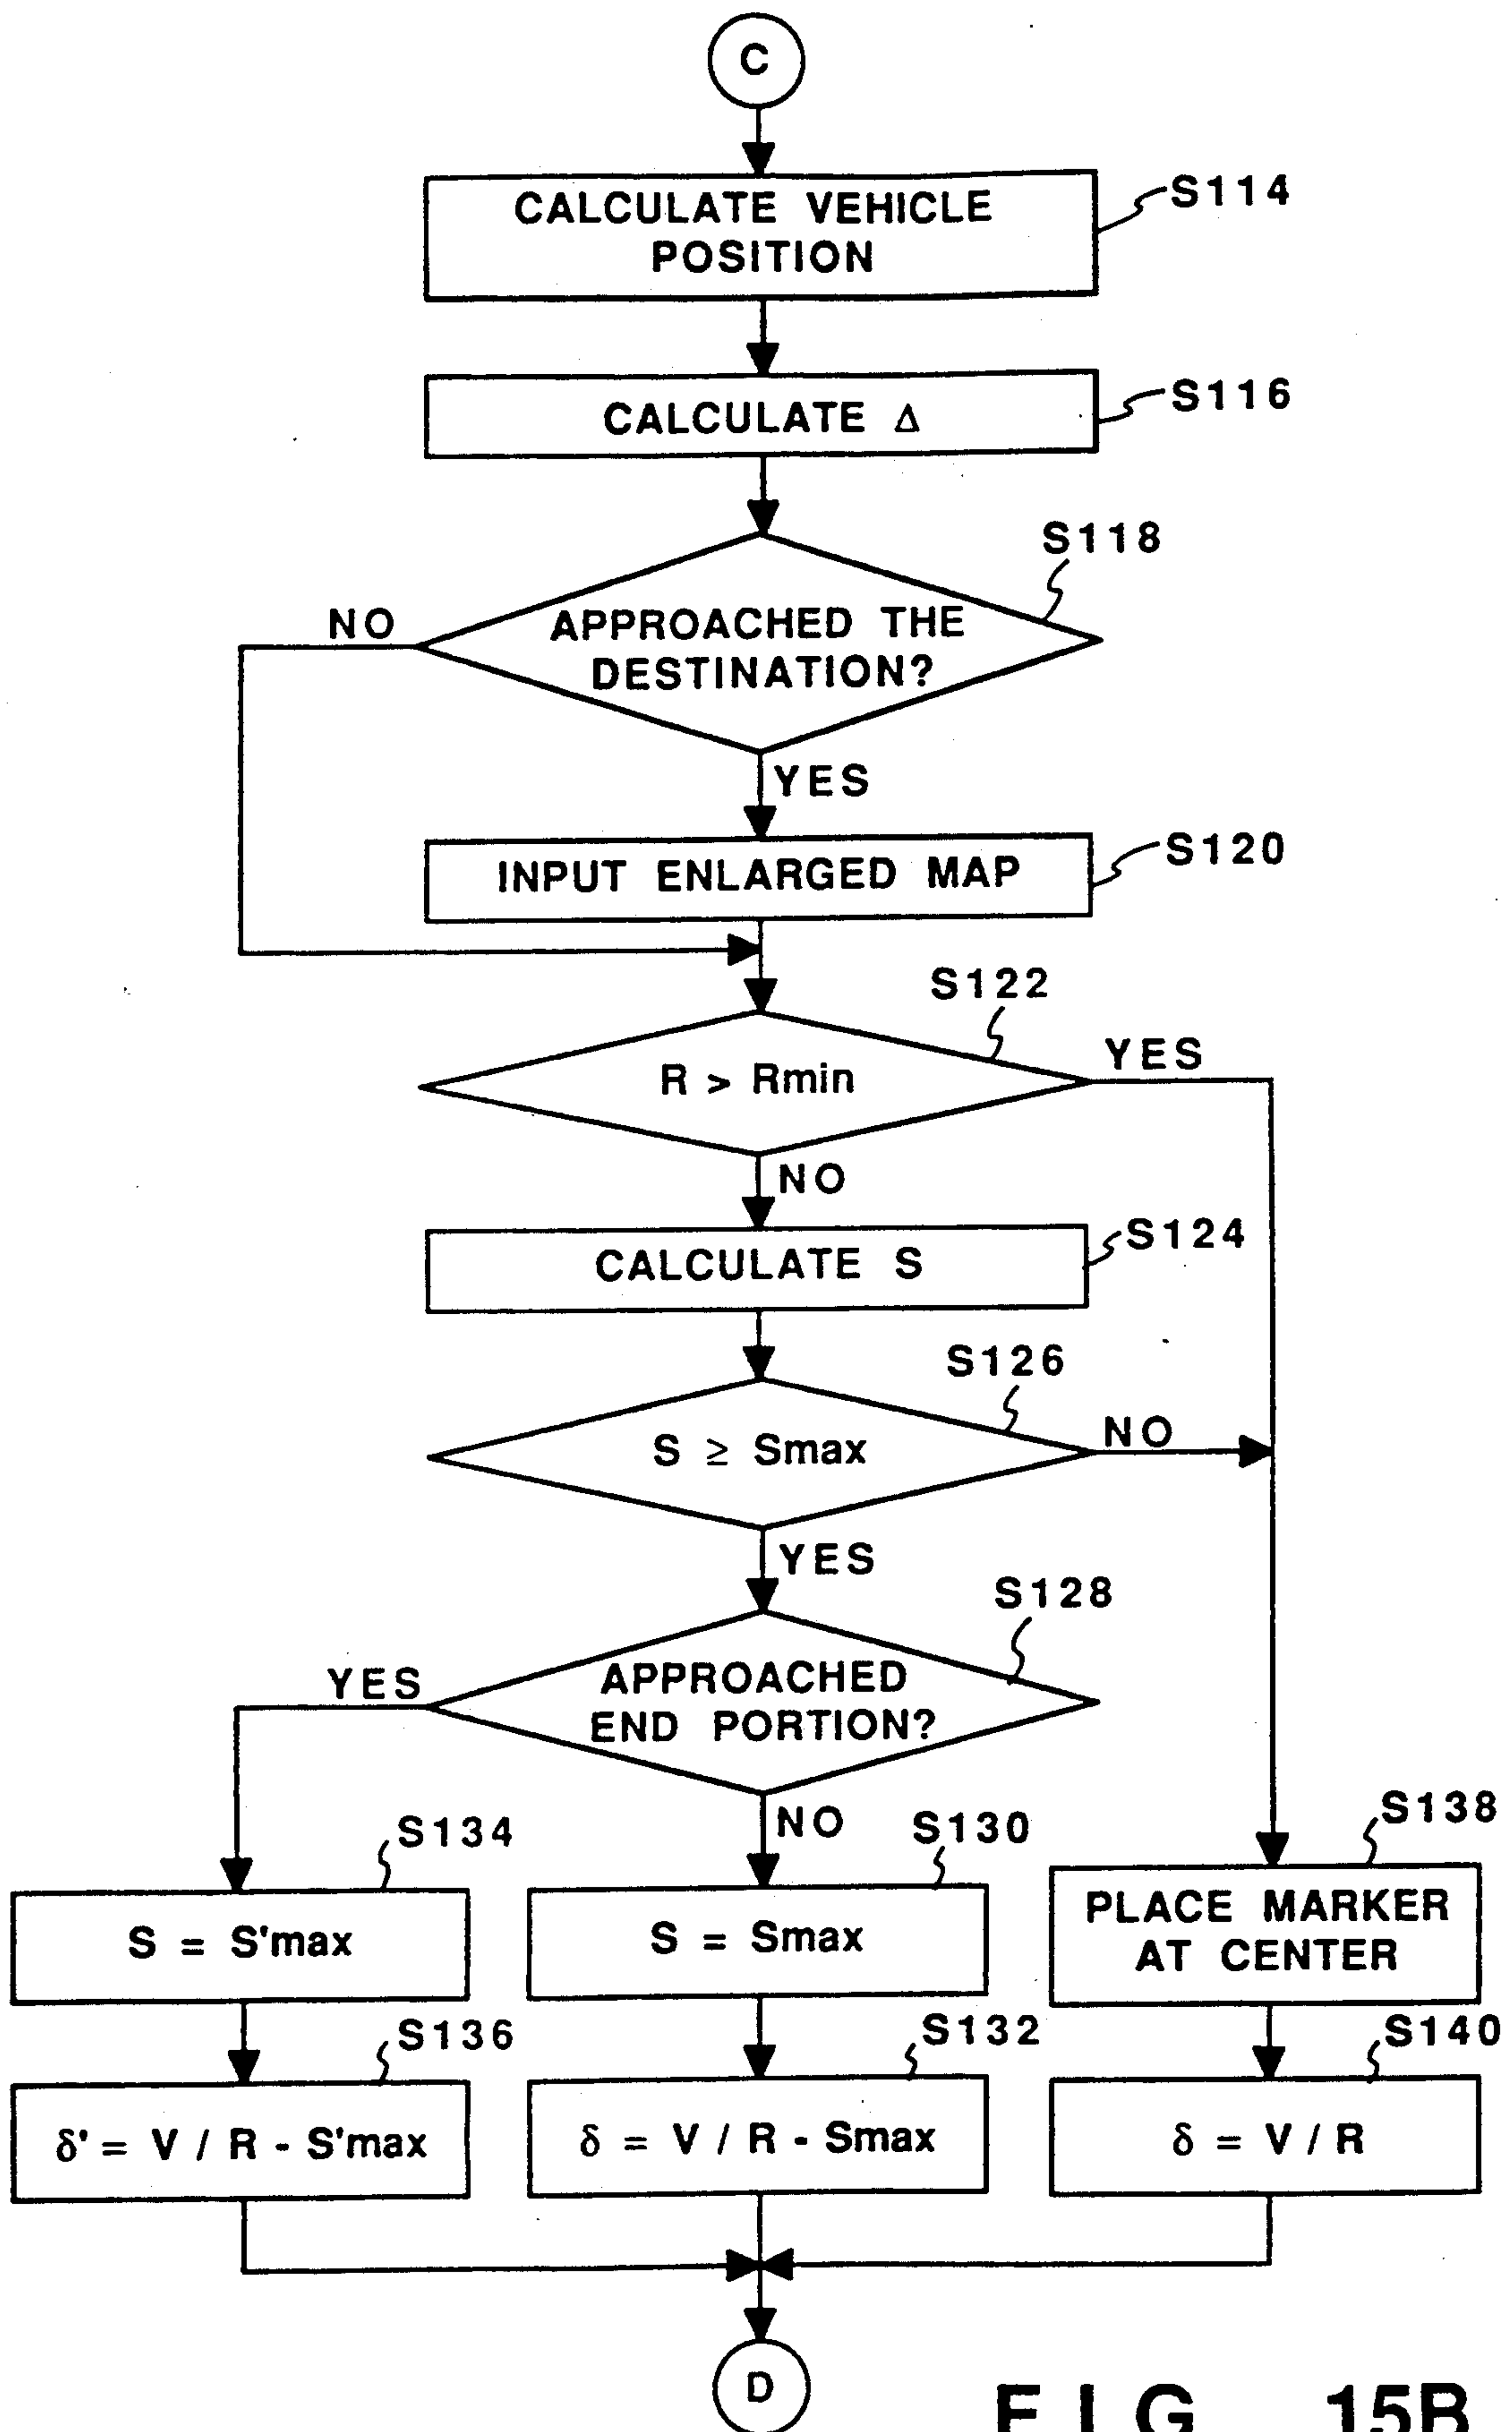 C
CALCULATE VEHICLE
POSITION
S114
CALCULATE Δ
S116
S118
NO
APPROACHED THE
DESTINATION?
YES
INPUT ENLARGED MAP
S120
S122
R > Rmin
YES
NO
CALCULATE S
S124
S126
S ≥ Smax
NO
YES
S128
YES
APPROACHED
END PORTION?
NO
S134
S130
S138
S = S'max
S = Smax
PLACE MARKER
AT CENTER
S136
S132
S140
δ' = V / R - S'max
δ = V / R - Smax
δ = V / R
D
FIG. 15B